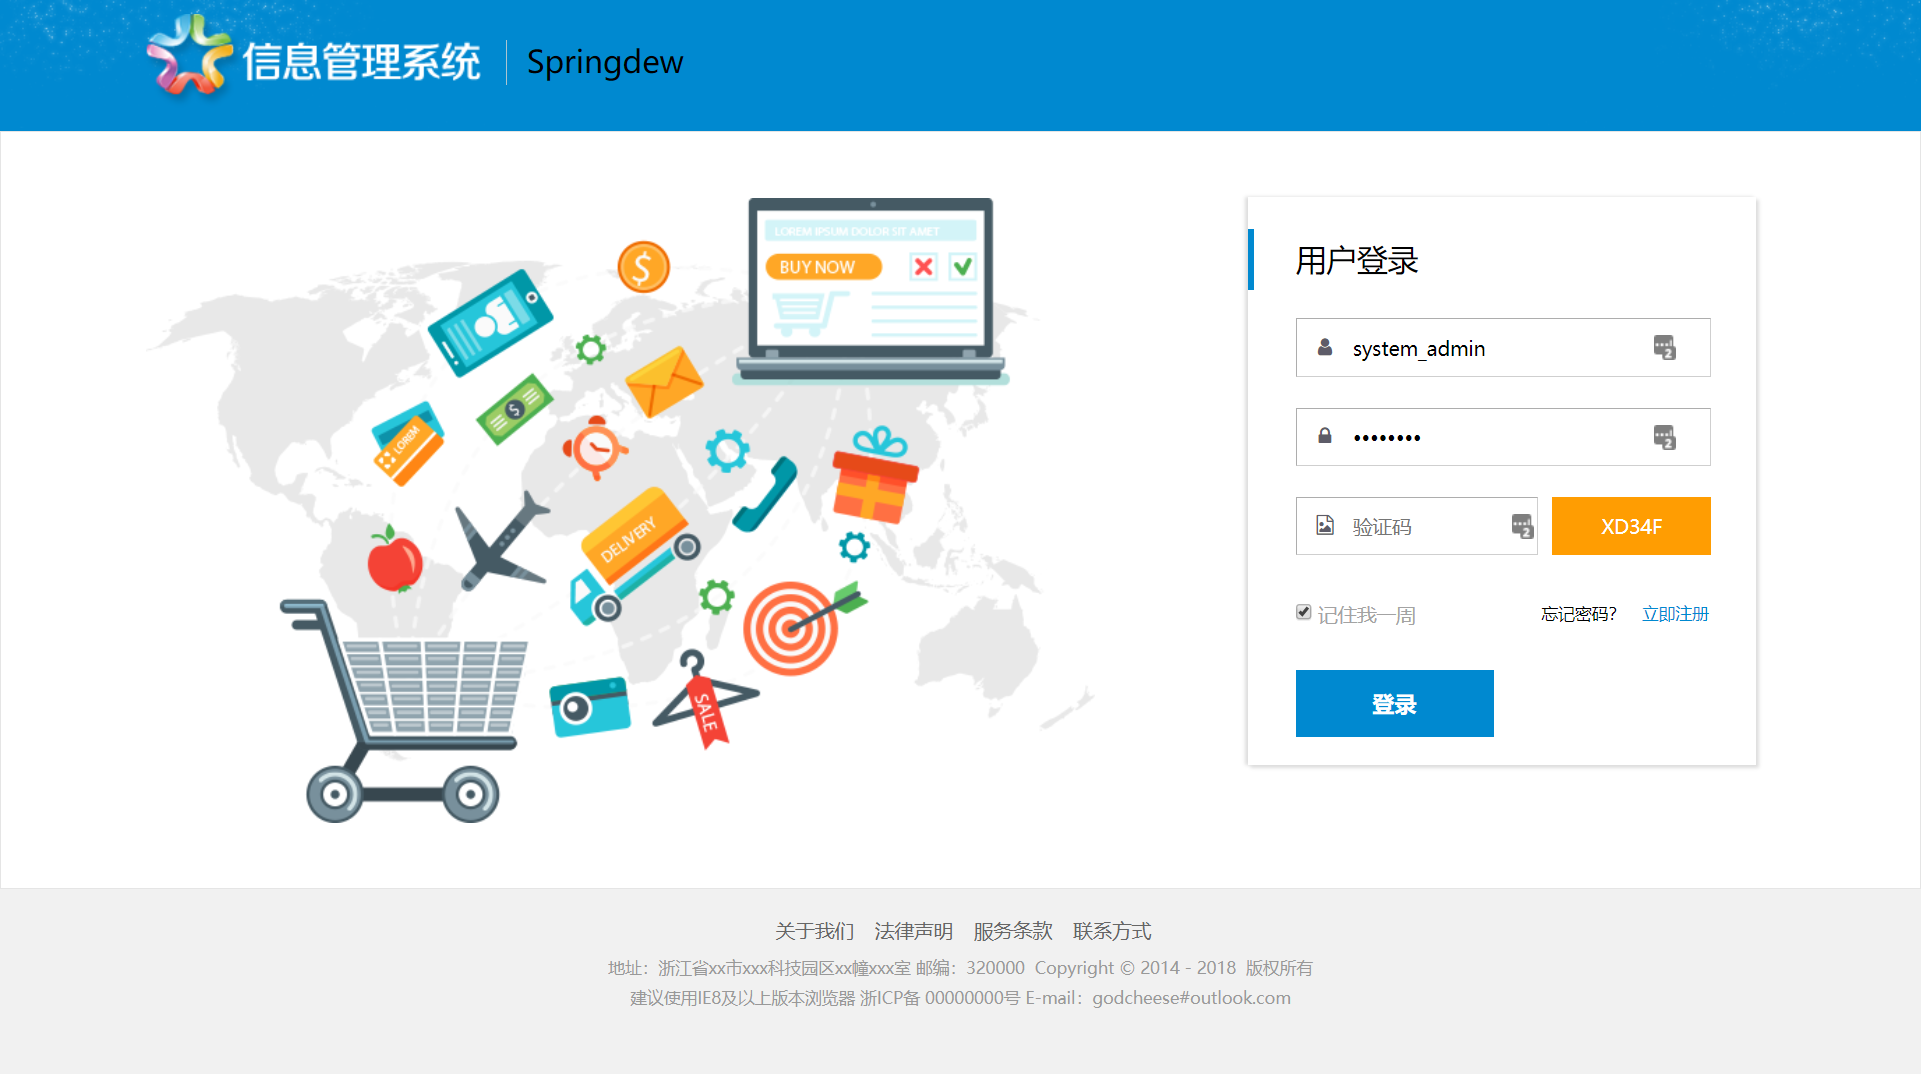 信息管理系统
Springdew
LOREM IPSUM DOLOR SIT AMET
BUY NOW
LOREM
DELIVERY
SALE
用户登录
system_admin
••••••••
验证码
XD34F
记住我一周 忘记密码? 立即注册
登录
关于我们 法律声明 服务条款 联系方式
地址：浙江省xx市xxx科技园区xx幢xxx室 邮编：320000 Copyright © 2014 - 2018 版权所有
建议使用IE8及以上版本浏览器 浙ICP备 00000000号 E-mail：godcheese#outlook.com